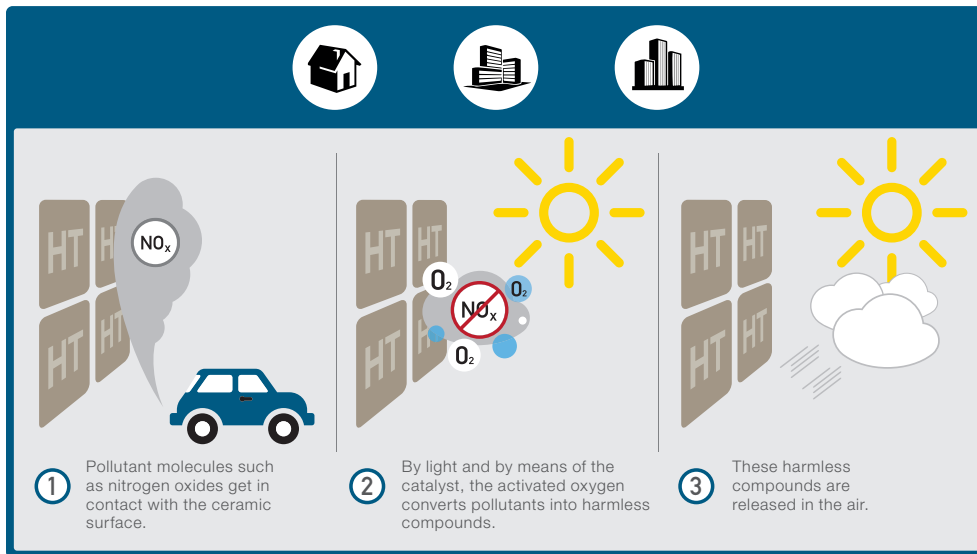 HT
HT
HT
HT
NOx
HT
HT
HT
HT
O2
O2
NOx
O2
HT
HT
HT
HT
1
Pollutant molecules such
as nitrogen oxides get in
contact with the ceramic
surface.
2
By light and by means of the
catalyst, the activated oxygen
converts pollutants into harmless
compounds.
3
These harmless
compounds are
released in the air.